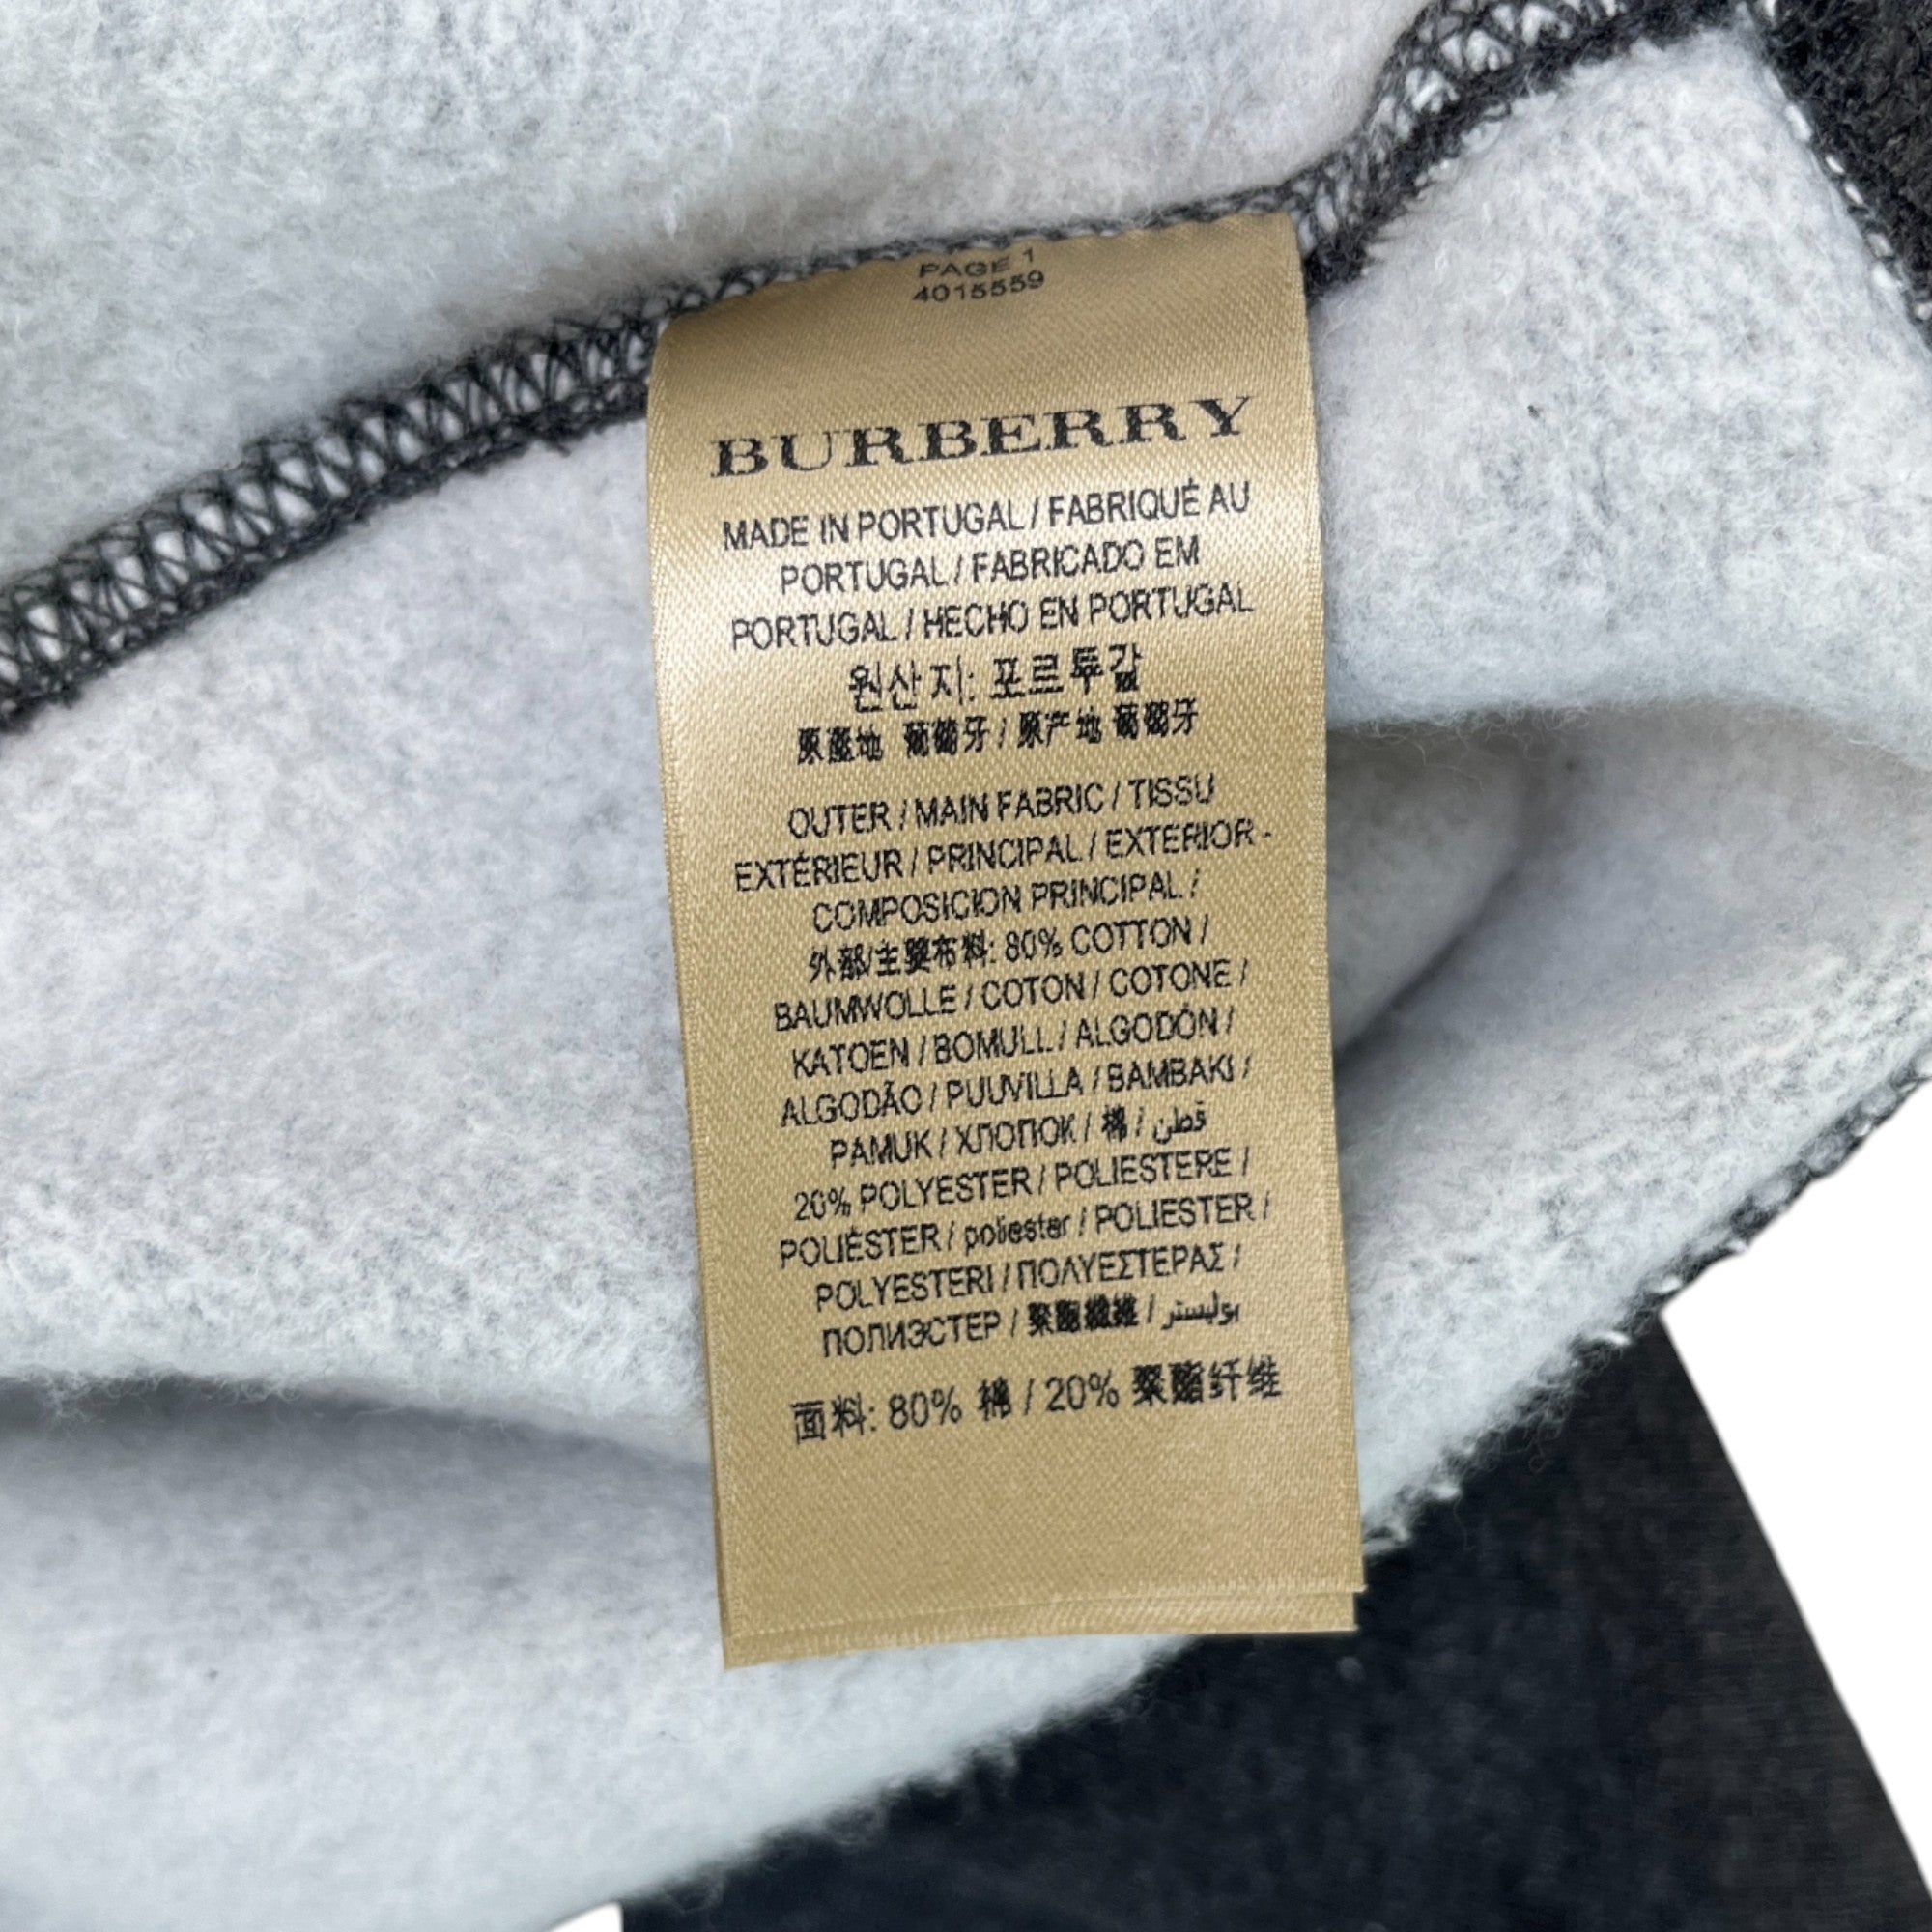 PAGE 1
4015559
BURBERRY
MADE IN PORTUGAL / FABRIQUÉ AU
PORTUGAL / FABRICADO EM
PORTUGAL / HECHO EN PORTUGAL
원산지: 포르투갈
原產地 葡萄牙 / 原产地 葡萄牙
OUTER / MAIN FABRIC / TISSU
EXTÉRIEUR / PRINCIPAL / EXTERIOR -
COMPOSICION PRINCIPAL /
外部/主要布料: 80% COTTON /
BAUMWOLLE / COTON / COTONE /
KATOEN / BOMULL / ALGODÓN /
ALGODÃO / PUUVILLA / BAMBAKI /
PAMUK / ХЛОПОК / 棉 / قطن
20% POLYESTER / POLIESTERE /
POLIÉSTER / poliester / POLIESTER /
POLYESTERI / ΠΟΛΥΕΣΤΕΡΑΣ /
ПОЛИЭСТЕР / 聚酯纖維 / بوليستر
面料: 80% 棉 / 20% 聚酯纤维